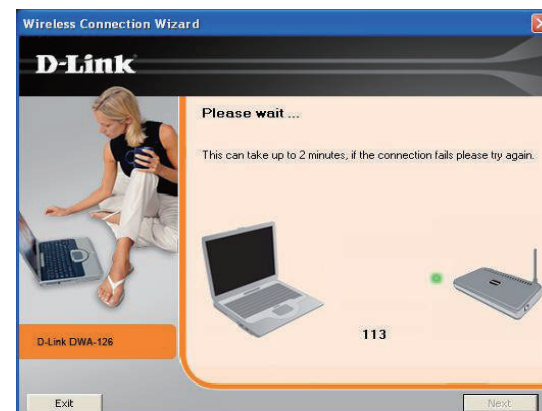 Wireless Connection Wizard
D-Link
Please wait ...
This can take up to 2 minutes, if the connection fails please try again.
113
D-Link DWA-126
Exit
Next